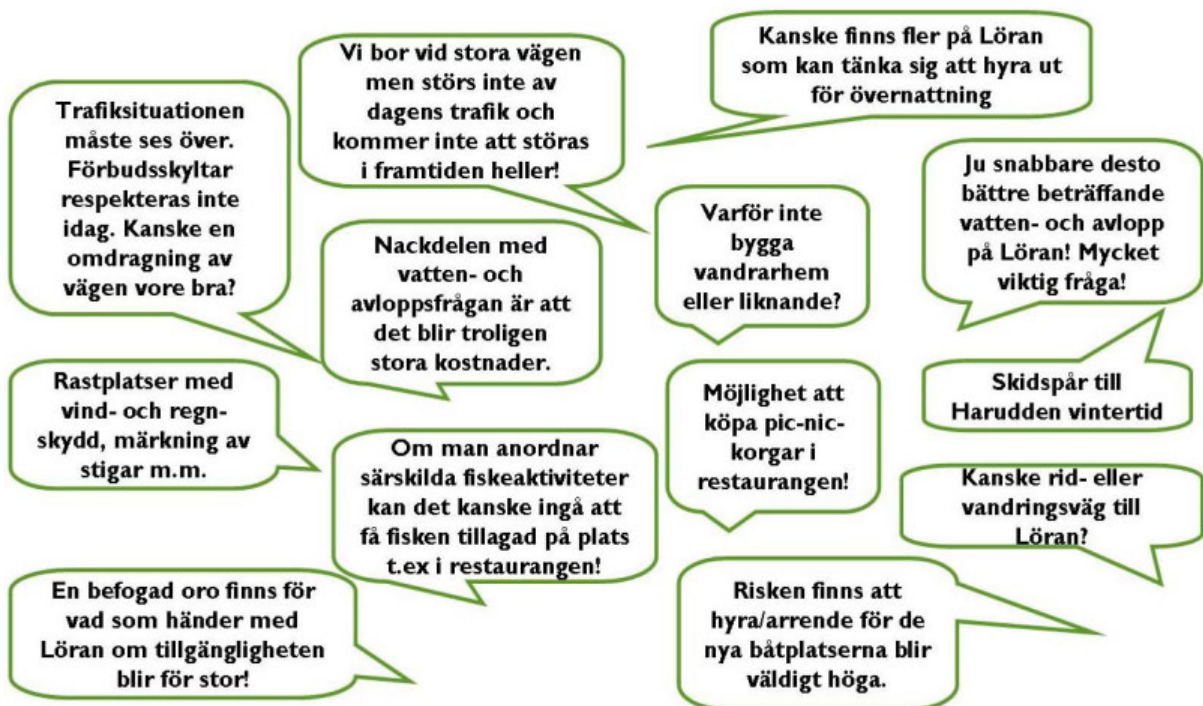 Vi bor vid stora vägen
men störs inte av
dagens trafik och
kommer inte att störas
i framtiden heller!
Kanske finns fler på Löran
som kan tänka sig att hyra ut
för övernattning
Trafiksituationen
måste ses över.
Förbudsskyltar
respekteras inte
idag. Kanske en
omdragning av
vägen vore bra?
Nackdelen med
vatten- och
avloppsfrågan är att
det blir troligen
stora kostnader.
Varför inte
bygga
vandrarhem
eller liknande?
Ju snabbare desto
bättre beträffande
vatten- och avlopp
på Löran! Mycket
viktig fråga!
Rastplatser med
vind- och regn-
skydd, märkning av
stigar m.m.
Om man anordnar
särskilda fiskeaktiviteter
kan det kanske ingå att
få fisken tillagad på plats
t.ex i restaurangen!
Möjlighet att
köpa pic-nic-
korgar i
restaurangen!
Skidspår till
Harudden vintertid
Kanske rid- eller
vandringsväg till
Löran?
En befogad oro finns för
vad som händer med
Löran om tillgängligheten
blir för stor!
Risken finns att
hyra/arrende för de
nya båtplatserna blir
väldigt höga.